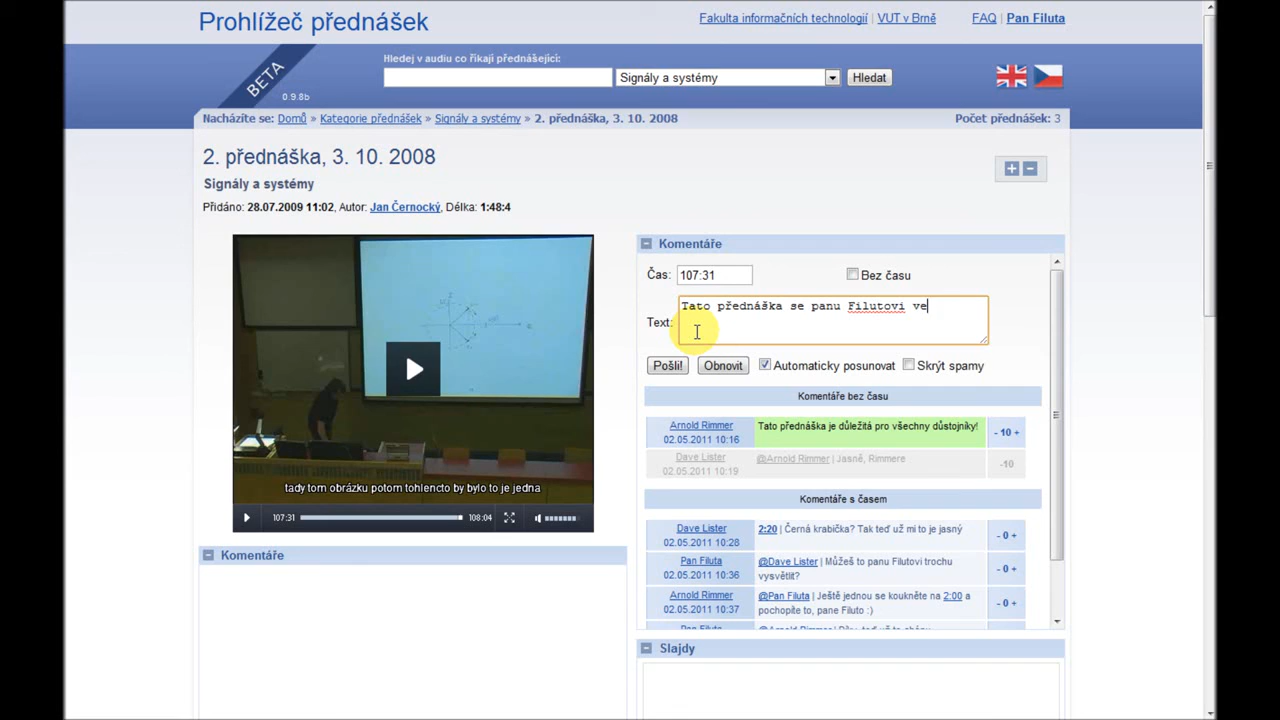 Prohlížeč přednášek
Fakulta informačních technologií | VUT v Brně FAQ | Pan Filuta
BETA
0.9.8b
Hledej v audiu co říkají přednášející:
Signály a systémy
Hledat
Nacházíte se: Domů » Kategorie přednášek » Signály a systémy » 2. přednáška, 3. 10. 2008
Počet přednášek: 3
2. přednáška, 3. 10. 2008
Signály a systémy
Přidáno: 28.07.2009 11:02, Autor: Jan Černocký, Délka: 1:48:4
tady tom obrázku potom tohlencto by bylo to je jedna
107:31 108:04
Komentáře
Komentáře
Čas: 107:31 Bez času
Text: Tato přednáška se panu Filutovi ve
Pošli! Obnovit Automaticky posunovat Skrýt spamy
Komentáře bez času
Arnold Rimmer
02.05.2011 10:16
Tato přednáška je důležitá pro všechny důstojníky!
- 10 +
Dave Lister
02.05.2011 10:19
@Arnold Rimmer | Jasně, Rimmere
-10
Komentáře s časem
Dave Lister
02.05.2011 10:28
2:20 | Černá krabička? Tak teď už mi to je jasný
- 0 +
Pan Filuta
02.05.2011 10:36
@Dave Lister | Můžeš to panu Filutovi trochu
vysvětlit?
- 0 +
Arnold Rimmer
02.05.2011 10:37
@Pan Filuta | Ještě jednou se koukněte na 2:00 a
pochopíte to, pane Filuto :)
- 0 +
Slajdy